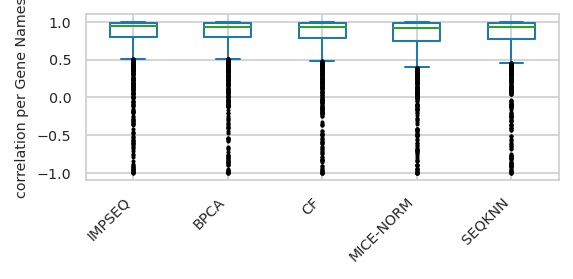 correlation per Gene Names
1.0
0.5
0.0
−0.5
−1.0
IMPSEQ
BPCA
CF
MICE-NORM
SEQKNN